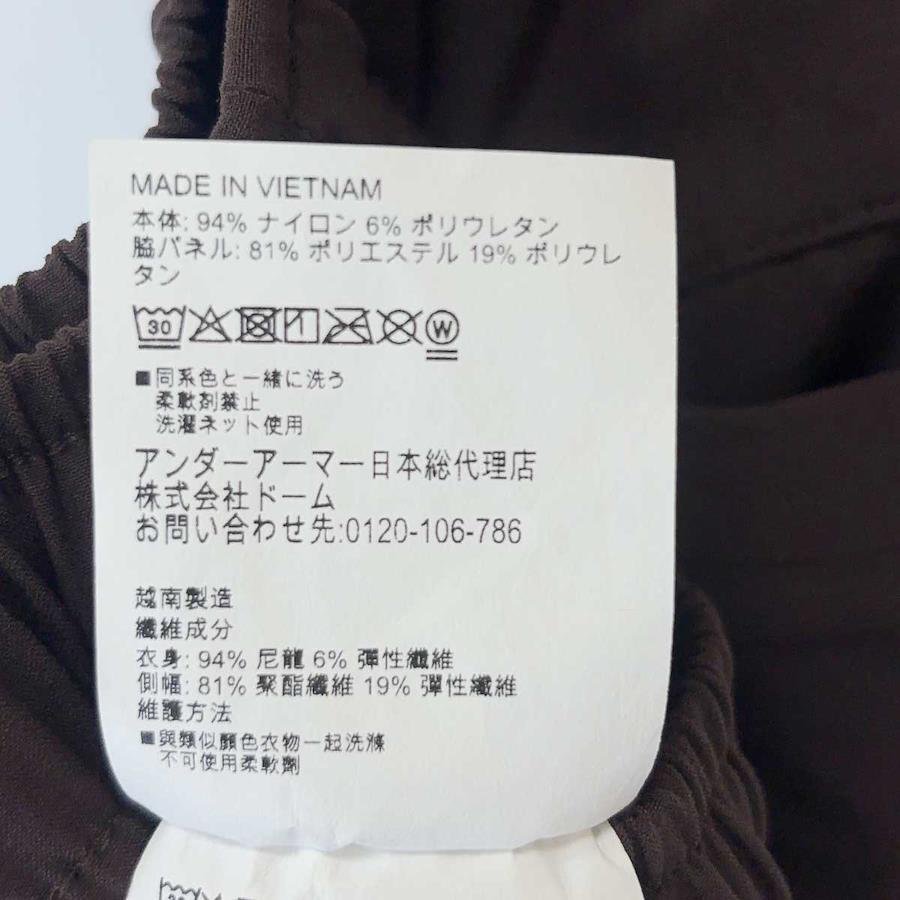 MADE IN VIETNAM
本体: 94% ナイロン 6% ポリウレタン
脇パネル: 81% ポリエステル 19% ポリウレ
タン
30 W
■同系色と一緒に洗う
柔軟剤禁止
洗濯ネット使用
アンダーアーマー日本総代理店
株式会社ドーム
お問い合わせ先:0120-106-786
越南製造
纖維成分
衣身: 94% 尼龍 6% 彈性纖維
側幅: 81% 聚酯纖維 19% 彈性纖維
維護方法
■與類似顏色衣物一起洗滌
不可使用柔軟劑
30